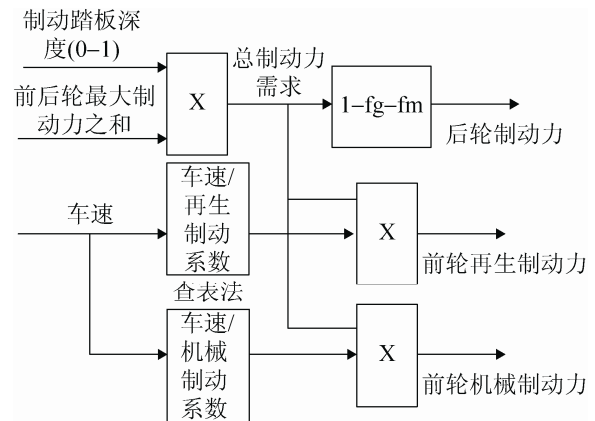 制动踏板深
度(0–1)
前后轮最大制
动力之和
X
总制动力
需求
1–fg–fm
后轮制动力
车速
车速/
再生
制动
系数
查表法
X
前轮再生制动力
车速/
机械
制动
系数
X
前轮机械制动力